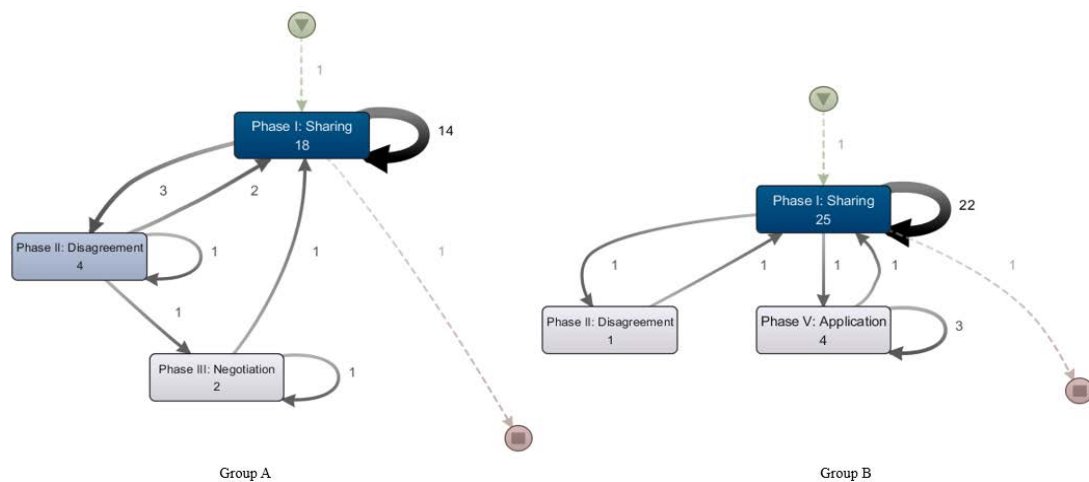 1
Phase I: Sharing
18
14
3
2
Phase II: Disagreement
4
1
1
1
1
Phase III: Negotiation
2
1
Group A
1
Phase I: Sharing
25
22
1
1
1
1
1
Phase II: Disagreement
1
Phase V: Application
4
3
Group B